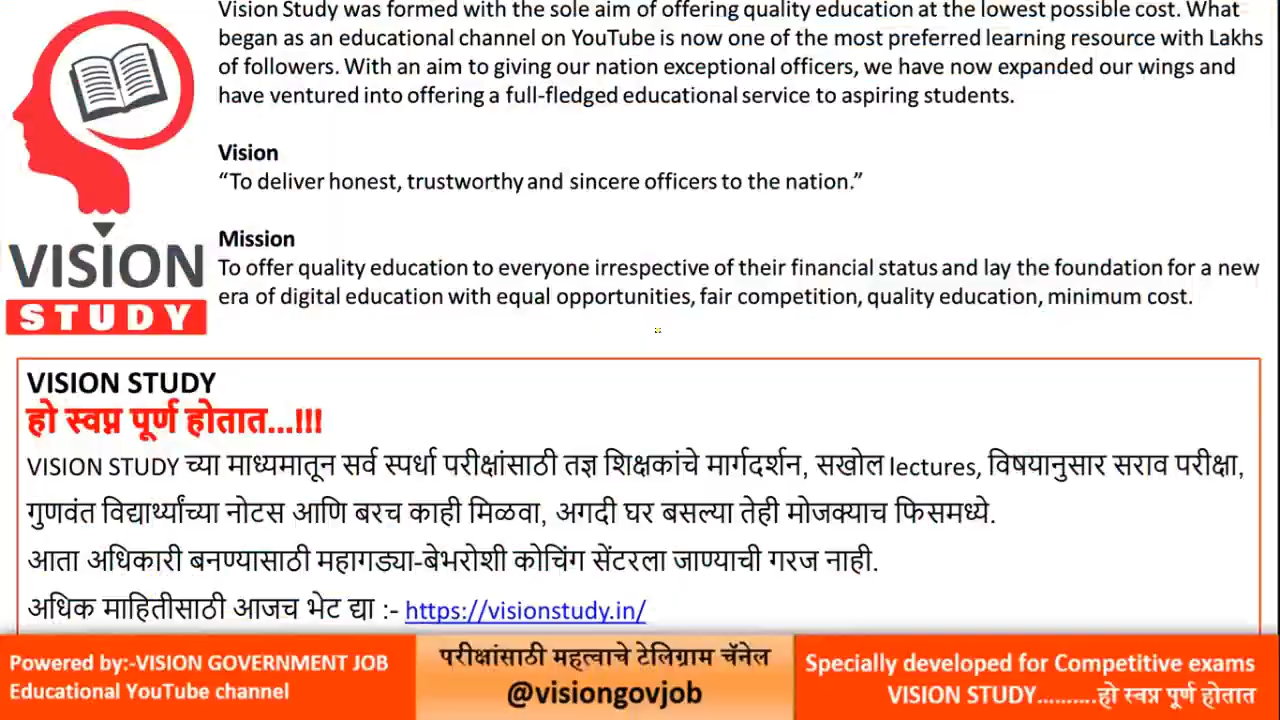 Vision Study was formed with the sole aim of offering quality education at the lowest possible cost. What
began as an educational channel on YouTube is now one of the most preferred learning resource with Lakhs
of followers. With an aim to giving our nation exceptional officers, we have now expanded our wings and
have ventured into offering a full-fledged educational service to aspiring students.
Vision
“To deliver honest, trustworthy and sincere officers to the nation.”
Mission
To offer quality education to everyone irrespective of their financial status and lay the foundation for a new
era of digital education with equal opportunities, fair competition, quality education, minimum cost.
VISION
STUDY
VISION STUDY
हो स्वप्न पूर्ण होतात...!!!
VISION STUDY च्या माध्यमातून सर्व स्पर्धा परीक्षांसाठी तज्ञ शिक्षकांचे मार्गदर्शन, सखोल lectures, विषयानुसार सराव परीक्षा,
गुणवंत विद्यार्थ्यांच्या नोटस आणि बरच काही मिळवा, अगदी घर बसल्या तेही मोजक्याच फिसमध्ये.
आता अधिकारी बनण्यासाठी महागड्या-बेभरोशी कोचिंग सेंटरला जाण्याची गरज नाही.
अधिक माहितीसाठी आजच भेट द्या :- https://visionstudy.in/
Powered by:-VISION GOVERNMENT JOB
Educational YouTube channel
परीक्षांसाठी महत्वाचे टेलिग्राम चॅनेल
@visiongovjob
Specially developed for Competitive exams
VISION STUDY..........हो स्वप्न पूर्ण होतात